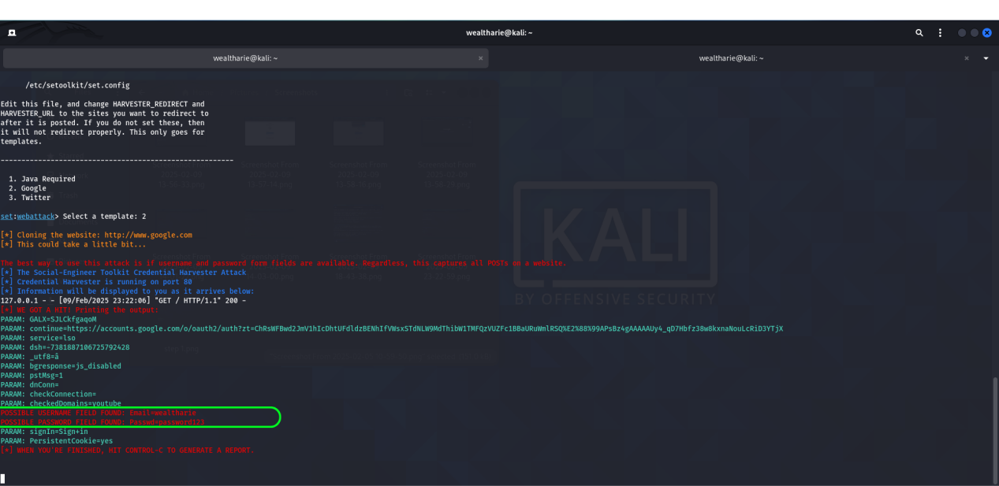 wealtharie@kali: ~
wealtharie@kali: ~
wealtharie@kali: ~
/etc/setoolkit/set.config
Edit this file, and change HARVESTER_REDIRECT and
HARVESTER_URL to the sites you want to redirect to
after it is posted. If you do not set these, then
it will not redirect properly. This only goes for
templates.
-------------------------------------------------------
1. Java Required
2. Google
3. Twitter
set:webattack> Select a template: 2
[*] Cloning the website: http://www.google.com
[*] This could take a little bit...
The best way to use this attack is if username and password form fields are available. Regardless, this captures all POSTs on a website.
[*] The Social-Engineer Toolkit Credential Harvester Attack
[*] Credential Harvester is running on port 80
[*] Information will be displayed to you as it arrives below:
127.0.0.1 - - [09/Feb/2025 23:22:06] "GET / HTTP/1.1" 200 -
[*] WE GOT A HIT! Printing the output:
PARAM: GALX=SJLCkfgaqoM
PARAM: continue=https://accounts.google.com/o/oauth2/auth?zt=ChRsWFBwd2JmV1hIcDhtUFdldzBENhIfVWsxSTdNLW9MdThibW1TMFQzVUZFc1BBaURuWmlRSQ%E2%88%99APsBz4gAAAAAUy4_qD7Hbfz38w8kxnaNouLcRiD3YTjX
PARAM: service=lso
PARAM: dsh=-7381887106725792428
PARAM: _utf8=â
PARAM: bgresponse=js_disabled
PARAM: pstMsg=1
PARAM: dnConn=
PARAM: checkConnection=
PARAM: checkedDomains=youtube
POSSIBLE USERNAME FIELD FOUND: Email=wealtharie
POSSIBLE PASSWORD FIELD FOUND: Passwd=password123
PARAM: signIn=Sign+in
PARAM: PersistentCookie=yes
[*] WHEN YOU'RE FINISHED, HIT CONTROL-C TO GENERATE A REPORT.
KALI
BY OFFENSIVE SECURITY